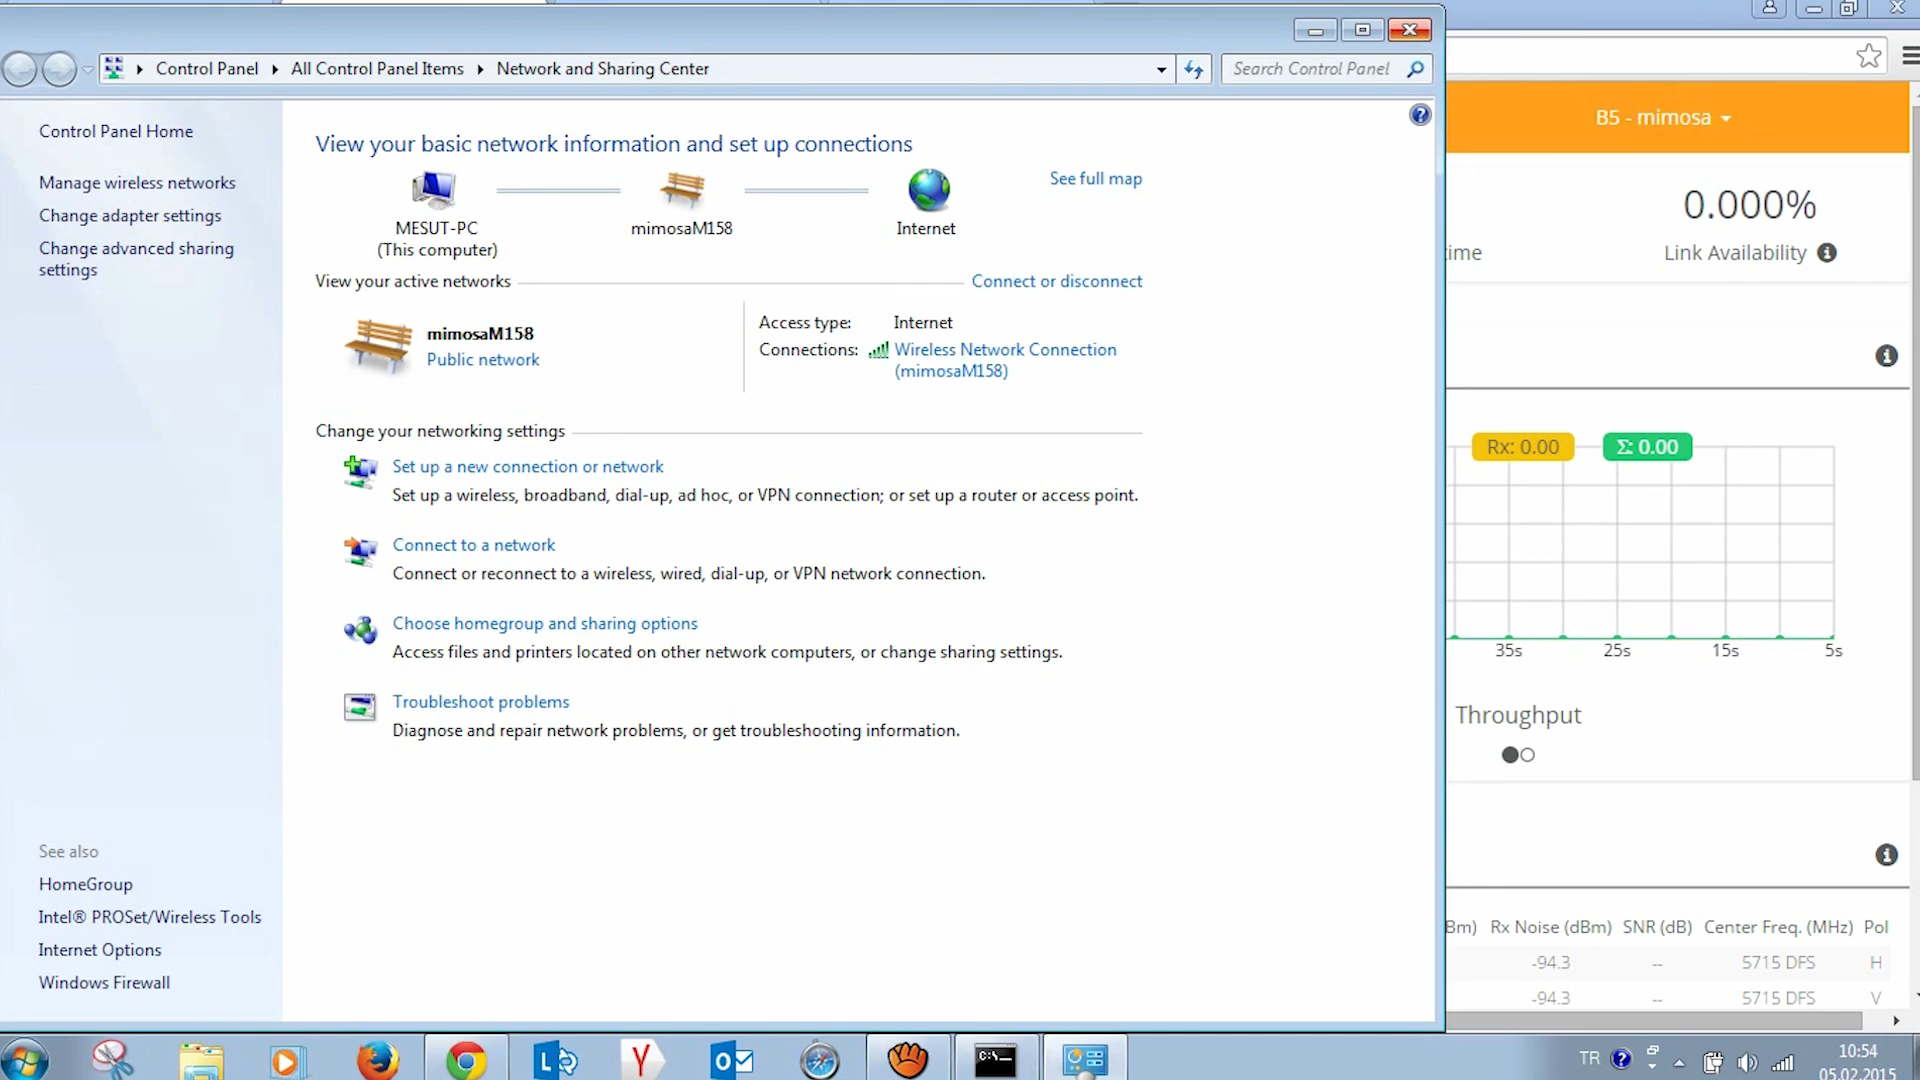 Control Panel
All Control Panel Items
Network and Sharing Center
Search Control Panel
Control Panel Home
Manage wireless networks
Change adapter settings
Change advanced sharing
settings
See also
HomeGroup
Intel® PROSet/Wireless Tools
Internet Options
Windows Firewall
View your basic network information and set up connections
See full map
MESUT-PC
(This computer)
mimosaM158
Internet
View your active networks
Connect or disconnect
mimosaM158
Public network
Access type: Internet
Connections: Wireless Network Connection
(mimosaM158)
Change your networking settings
Set up a new connection or network
Set up a wireless, broadband, dial-up, ad hoc, or VPN connection; or set up a router or access point.
Connect to a network
Connect or reconnect to a wireless, wired, dial-up, or VPN network connection.
Choose homegroup and sharing options
Access files and printers located on other network computers, or change sharing settings.
Troubleshoot problems
Diagnose and repair network problems, or get troubleshooting information.
B5 - mimosa
0.000%
Link Availability
Rx: 0.00
Σ: 0.00
35s 25s 15s 5s
Throughput
Bm) Rx Noise (dBm) SNR (dB) Center Freq. (MHz) Pol
-94.3 -- 5715 DFS H
-94.3 -- 5715 DFS V
C:\_
TR
10:54
05.02.2015